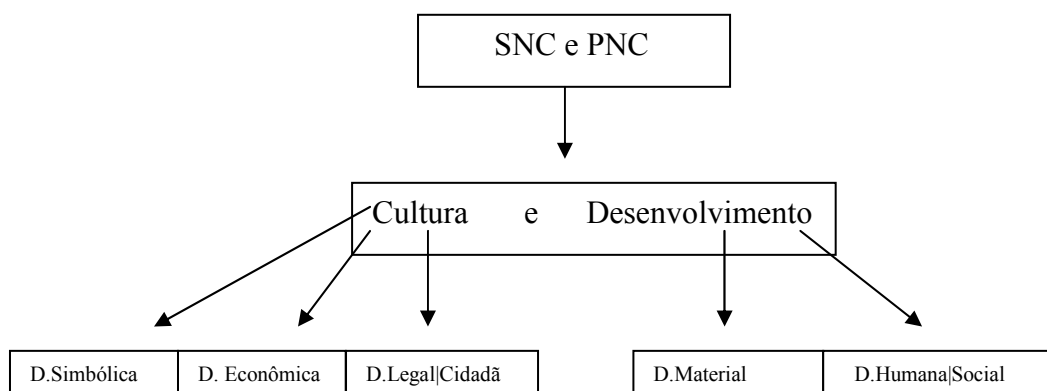 SNC e PNC
Cultura e Desenvolvimento
D.Simbólica D. Econômica D.Legal|Cidadã D.Material D.Humana|Social